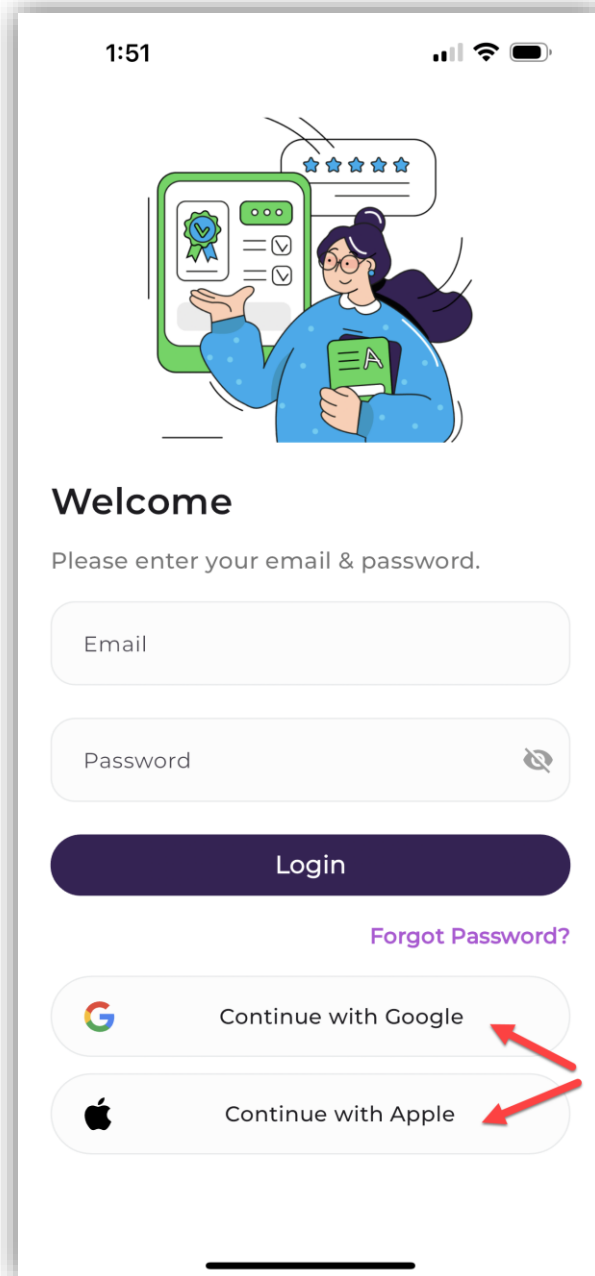 1:51
A
Welcome
Please enter your email & password.
Email
Password
Login
Forgot Password?
Continue with Google
Continue with Apple